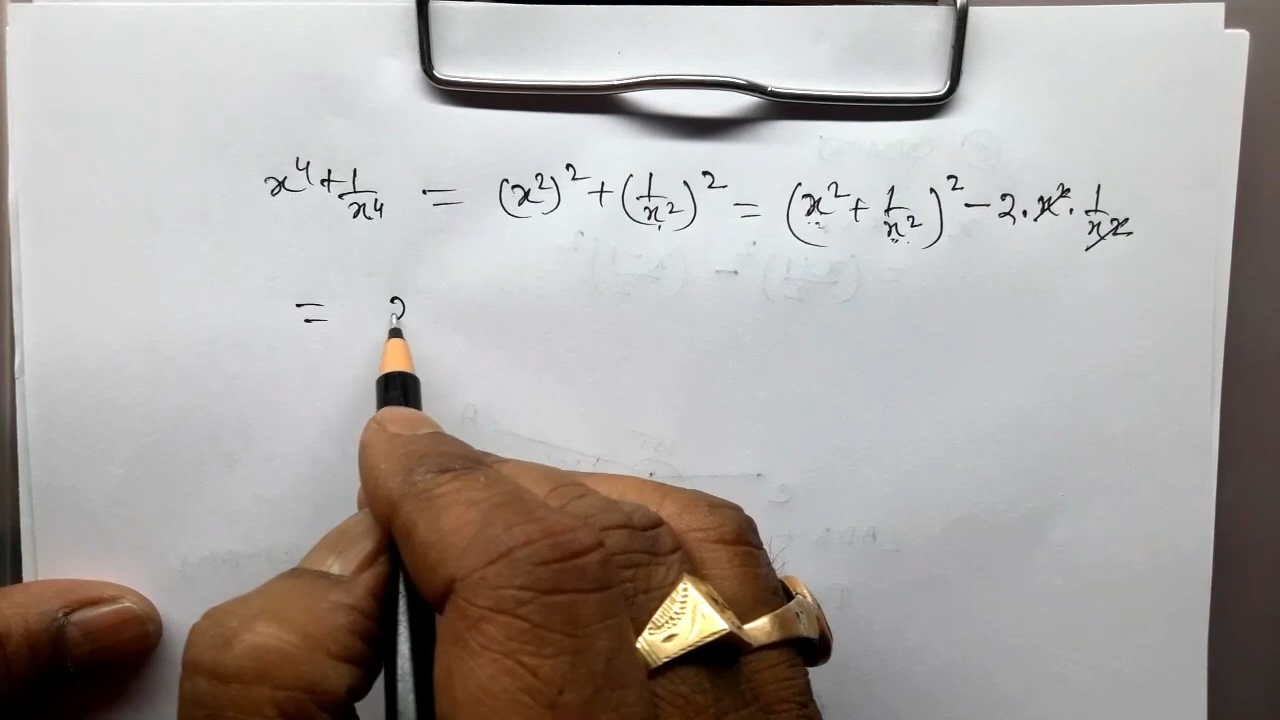 x⁴ + 1/x⁴ = (x²)² + (1/x²)² = (x² + 1/x²)² - 2 · x² · 1/x²
=